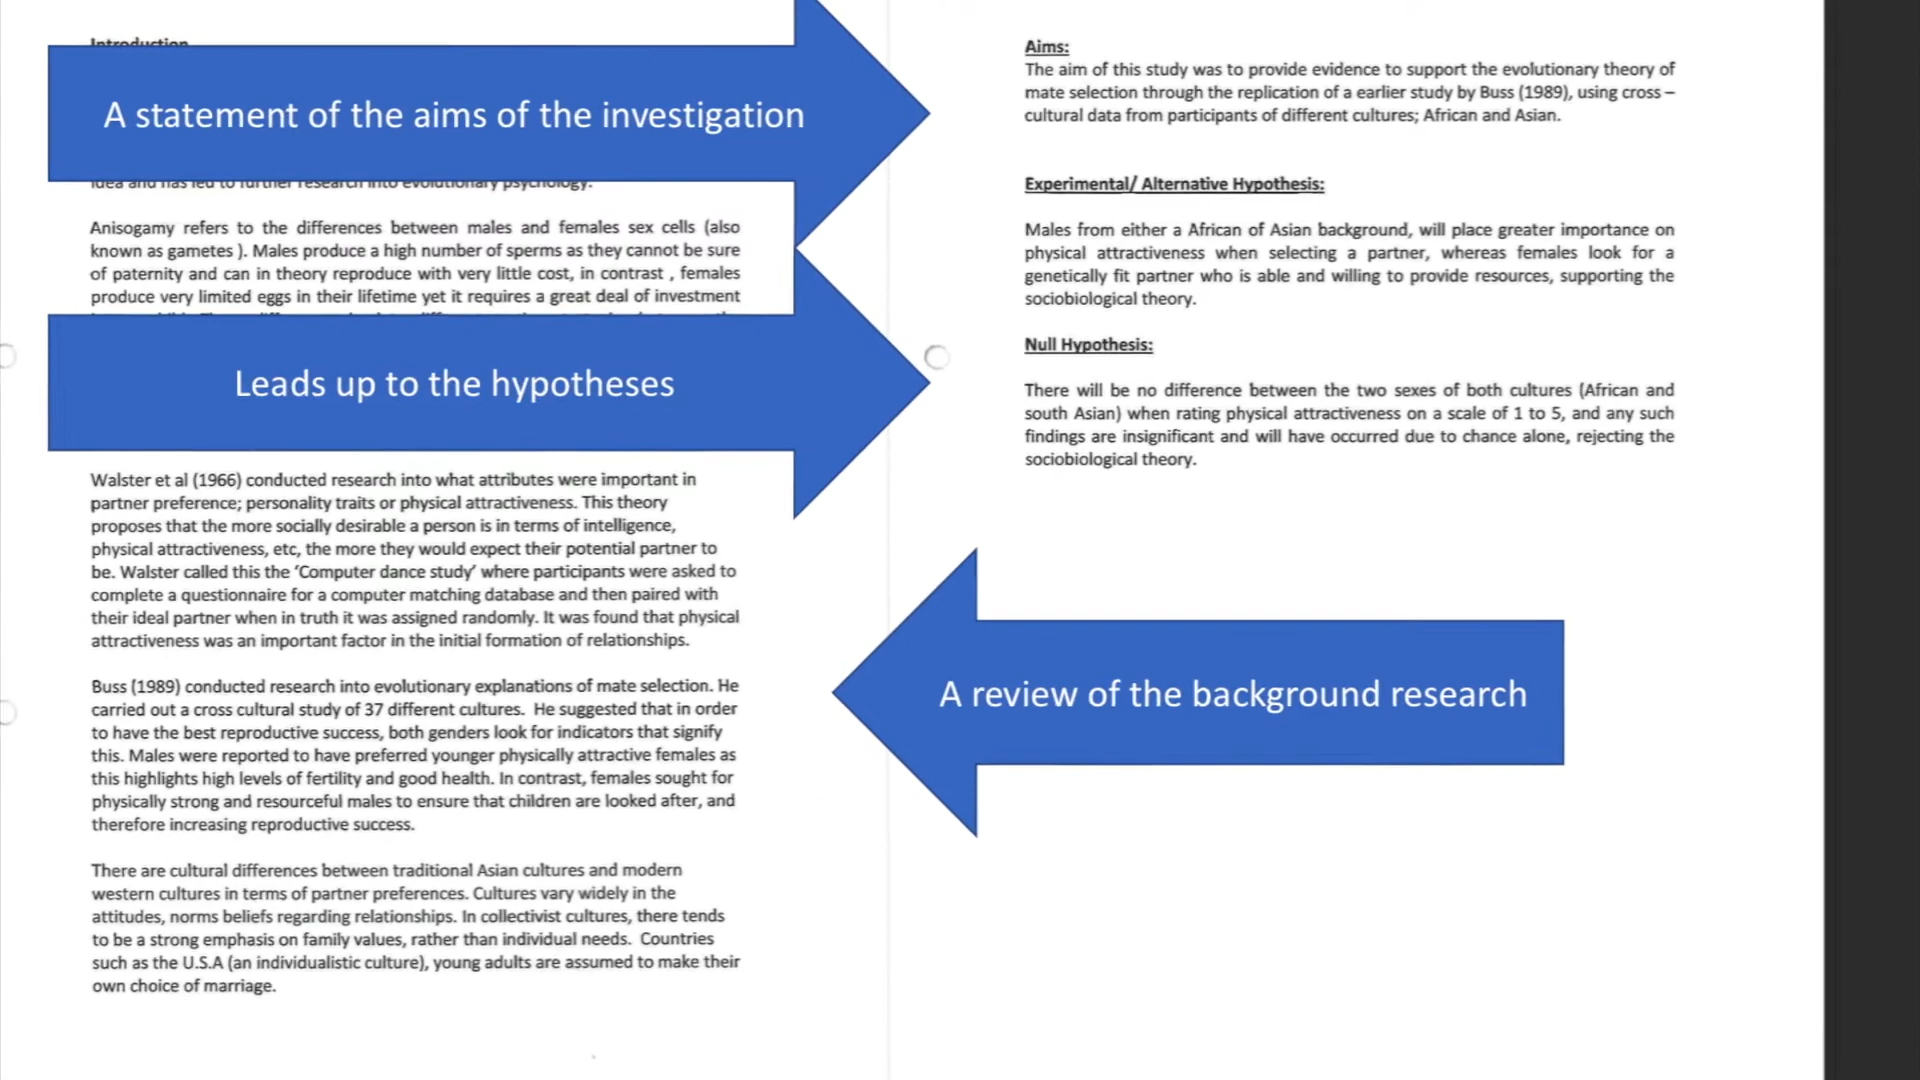 Introduction
A statement of the aims of the investigation
idea and has led to further research into evolutionary psychology.
Anisogamy refers to the differences between males and females sex cells (also
known as gametes ). Males produce a high number of sperms as they cannot be sure
of paternity and can in theory reproduce with very little cost, in contrast , females
produce very limited eggs in their lifetime yet it requires a great deal of investment
Leads up to the hypotheses
Walster et al (1966) conducted research into what attributes were important in
partner preference; personality traits or physical attractiveness. This theory
proposes that the more socially desirable a person is in terms of intelligence,
physical attractiveness, etc, the more they would expect their potential partner to
be. Walster called this the ‘Computer dance study’ where participants were asked to
complete a questionnaire for a computer matching database and then paired with
their ideal partner when in truth it was assigned randomly. It was found that physical
attractiveness was an important factor in the initial formation of relationships.
Buss (1989) conducted research into evolutionary explanations of mate selection. He
carried out a cross cultural study of 37 different cultures.  He suggested that in order
to have the best reproductive success, both genders look for indicators that signify
this. Males were reported to have preferred younger physically attractive females as
this highlights high levels of fertility and good health. In contrast, females sought for
physically strong and resourceful males to ensure that children are looked after, and
therefore increasing reproductive success.
There are cultural differences between traditional Asian cultures and modern
western cultures in terms of partner preferences. Cultures vary widely in the
attitudes, norms beliefs regarding relationships. In collectivist cultures, there tends
to be a strong emphasis on family values, rather than individual needs.  Countries
such as the U.S.A (an individualistic culture), young adults are assumed to make their
own choice of marriage.
Aims:
The aim of this study was to provide evidence to support the evolutionary theory of
mate selection through the replication of a earlier study by Buss (1989), using cross –
cultural data from participants of different cultures; African and Asian.
Experimental/ Alternative Hypothesis:
Males from either a African of Asian background, will place greater importance on
physical attractiveness when selecting a partner, whereas females look for a
genetically fit partner who is able and willing to provide resources, supporting the
sociobiological theory.
Null Hypothesis:
There will be no difference between the two sexes of both cultures (African and
south Asian) when rating physical attractiveness on a scale of 1 to 5, and any such
findings are insignificant and will have occurred due to chance alone, rejecting the
sociobiological theory.
A review of the background research